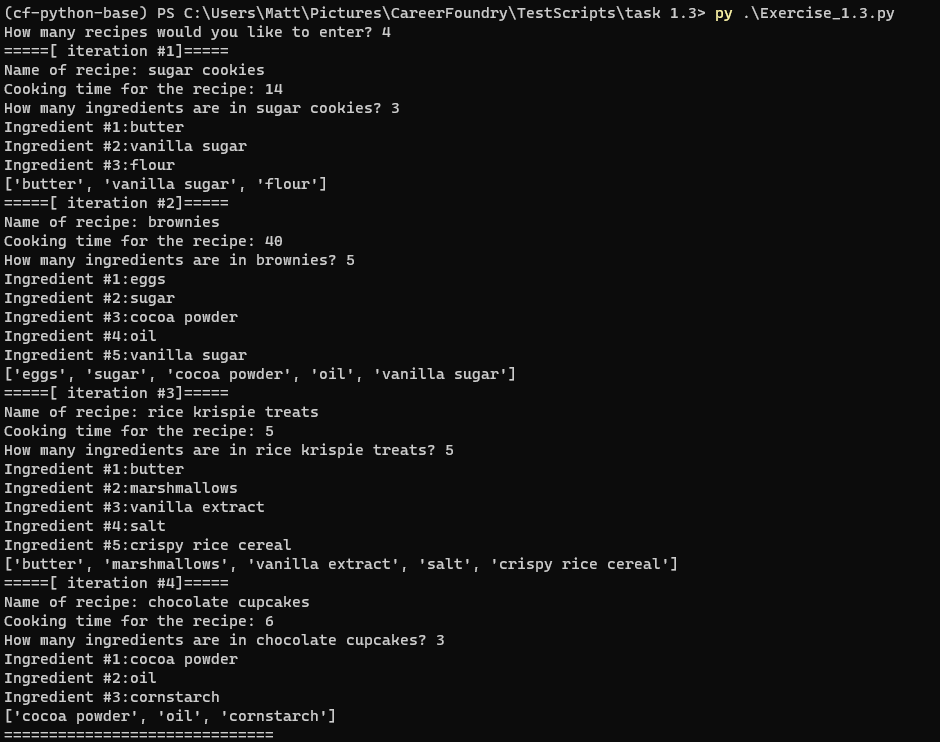 (cf-python-base) PS C:\Users\Matt\Pictures\CareerFoundry\TestScripts\task 1.3> py .\Exercise_1.3.py
How many recipes would you like to enter? 4
=====[ iteration #1]=====
Name of recipe: sugar cookies
Cooking time for the recipe: 14
How many ingredients are in sugar cookies? 3
Ingredient #1:butter
Ingredient #2:vanilla sugar
Ingredient #3:flour
['butter', 'vanilla sugar', 'flour']
=====[ iteration #2]=====
Name of recipe: brownies
Cooking time for the recipe: 40
How many ingredients are in brownies? 5
Ingredient #1:eggs
Ingredient #2:sugar
Ingredient #3:cocoa powder
Ingredient #4:oil
Ingredient #5:vanilla sugar
['eggs', 'sugar', 'cocoa powder', 'oil', 'vanilla sugar']
=====[ iteration #3]=====
Name of recipe: rice krispie treats
Cooking time for the recipe: 5
How many ingredients are in rice krispie treats? 5
Ingredient #1:butter
Ingredient #2:marshmallows
Ingredient #3:vanilla extract
Ingredient #4:salt
Ingredient #5:crispy rice cereal
['butter', 'marshmallows', 'vanilla extract', 'salt', 'crispy rice cereal']
=====[ iteration #4]=====
Name of recipe: chocolate cupcakes
Cooking time for the recipe: 6
How many ingredients are in chocolate cupcakes? 3
Ingredient #1:cocoa powder
Ingredient #2:oil
Ingredient #3:cornstarch
['cocoa powder', 'oil', 'cornstarch']
==============================